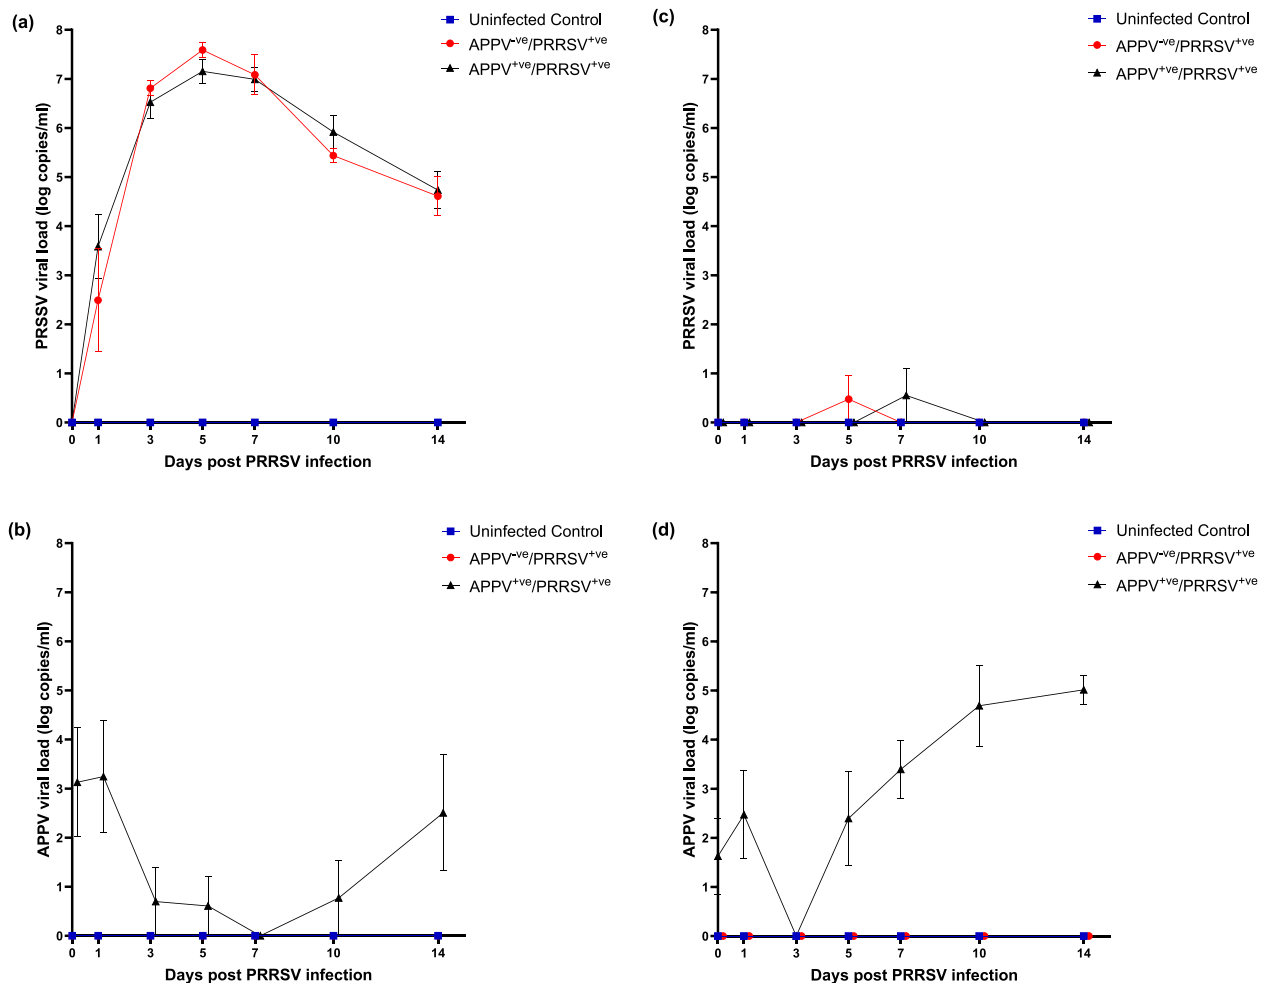 (a)
Uninfected Control
APPV-ve/PRRSV+ve
APPV+ve/PRRSV+ve
PRSSV viral load (log copies/ml)
8
7
6
5
4
3
2
1
0
0 1 3 5 7 10 14
Days post PRRSV infection
(c)
Uninfected Control
APPV-ve/PRRSV+ve
APPV+ve/PRRSV+ve
PRRSV viral load (log copies/ml)
8
7
6
5
4
3
2
1
0
0 1 3 5 7 10 14
Days post PRRSV infection
(b)
Uninfected Control
APPV-ve/PRRSV+ve
APPV+ve/PRRSV+ve
APPV viral load (log copies/ml)
8
7
6
5
4
3
2
1
0
0 1 3 5 7 10 14
Days post PRRSV infection
(d)
Uninfected Control
APPV-ve/PRRSV+ve
APPV+ve/PRRSV+ve
APPV viral load (log copies/ml)
8
7
6
5
4
3
2
1
0
0 1 3 5 7 10 14
Days post PRRSV infection